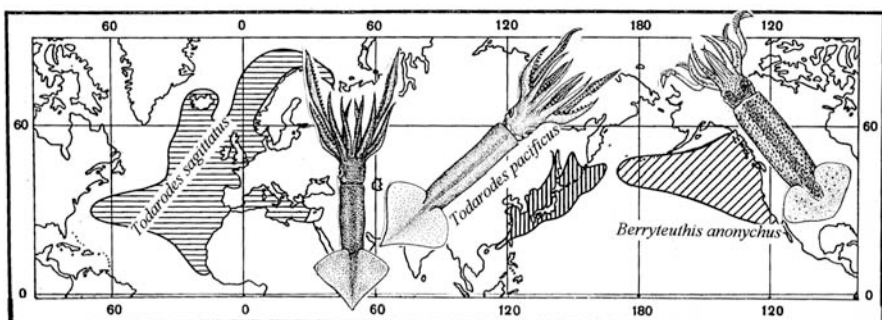 60 0 60 120 180 120
Todarodes sagittatus
Todarodes pacificus
Berryteuthis anonychus
60 60
0 0
60 0 60 120 180 120